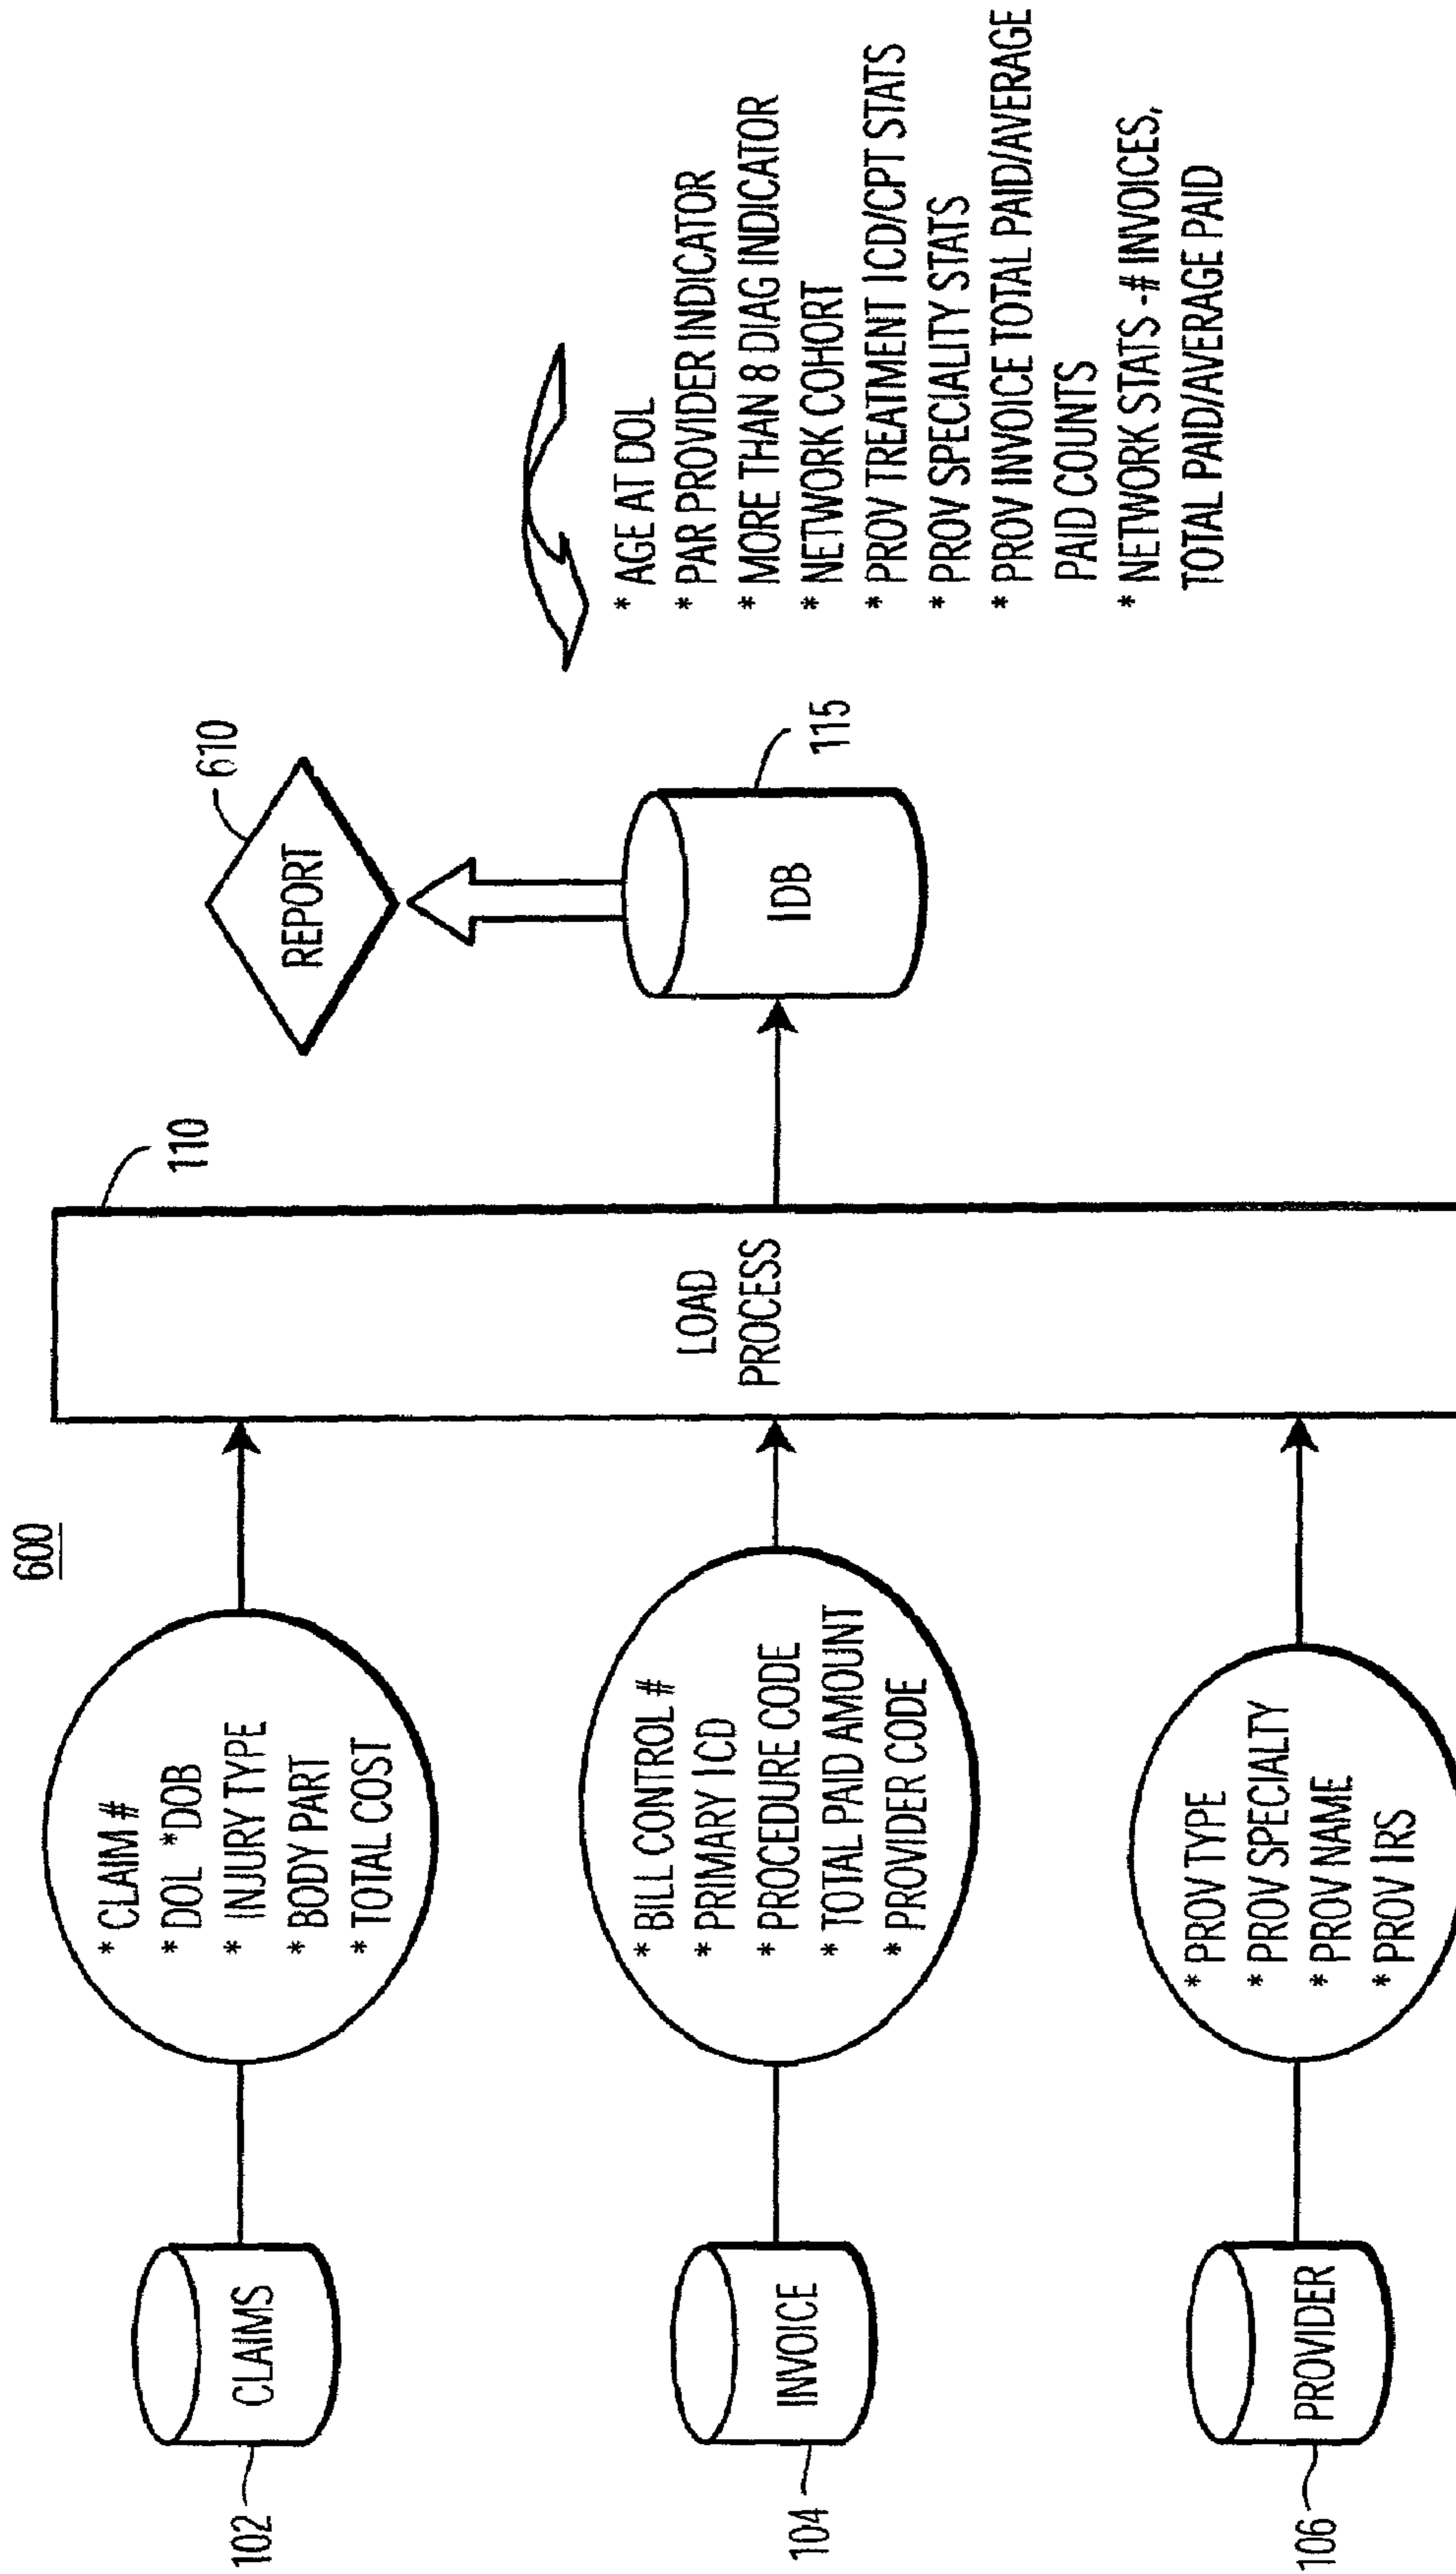 600
102
CLAIMS
* CLAIM #
* DOL *DOB
* INJURY TYPE
* BODY PART
* TOTAL COST
104
INVOICE
* BILL CONTROL #
* PRIMARY ICD
* PROCEDURE CODE
* TOTAL PAID AMOUNT
* PROVIDER CODE
106
PROVIDER
* PROV TYPE
* PROV SPECIALTY
* PROV NAME
* PROV IRS
110
LOAD
PROCESS
610
REPORT
115
IDB
* AGE AT DOL
* PAR PROVIDER INDICATOR
* MORE THAN 8 DIAG INDICATOR
* NETWORK COHORT
* PROV TREATMENT ICD/CPT STATS
* PROV SPECIALITY STATS
* PROV INVOICE TOTAL PAID/AVERAGE
PAID COUNTS
* NETWORK STATS -# INVOICES,
TOTAL PAID/AVERAGE PAID